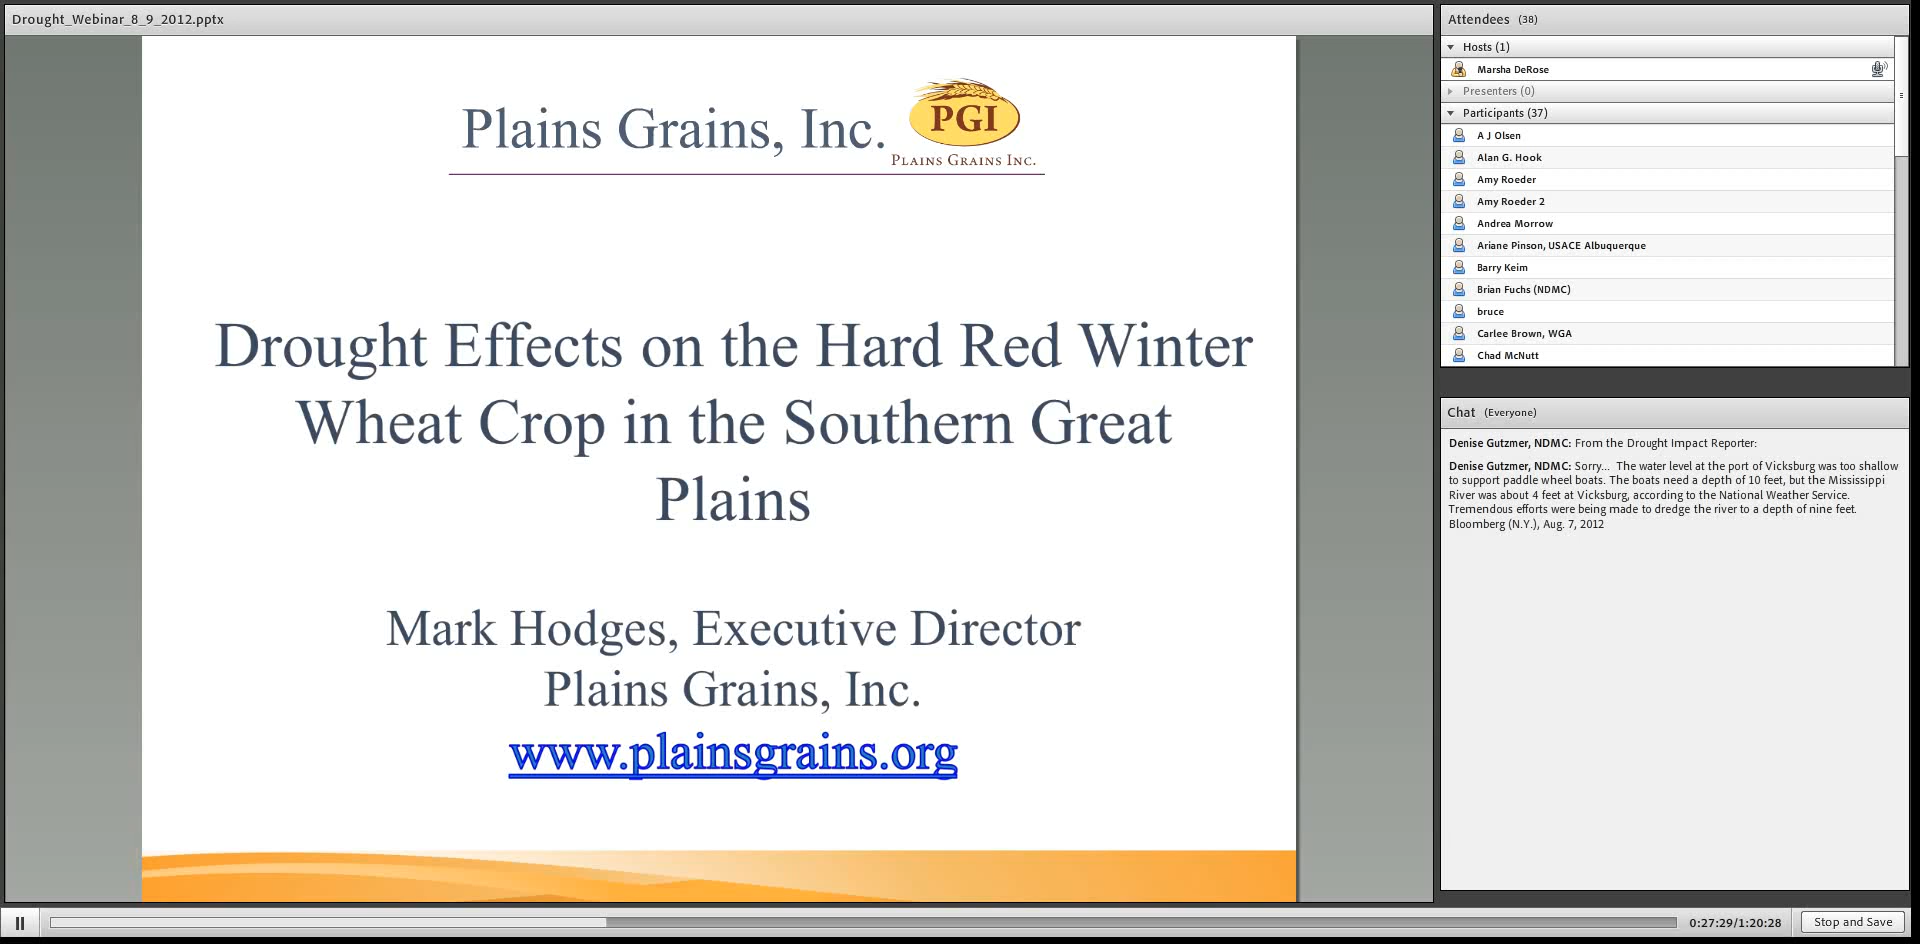 Drought_Webinar_8_9_2012.pptx
Plains Grains, Inc.
PGI
PLAINS GRAINS INC.
Drought Effects on the Hard Red Winter
Wheat Crop in the Southern Great
Plains
Mark Hodges, Executive Director
Plains Grains, Inc.
www.plainsgrains.org
Attendees (38)
Hosts (1)
Marsha DeRose
Presenters (0)
Participants (37)
A J Olsen
Alan G. Hook
Amy Roeder
Amy Roeder 2
Andrea Morrow
Ariane Pinson, USACE Albuquerque
Barry Keim
Brian Fuchs (NDMC)
bruce
Carlee Brown, WGA
Chad McNutt
Chat (Everyone)
Denise Gutzmer, NDMC: From the Drought Impact Reporter:
Denise Gutzmer, NDMC: Sorry... The water level at the port of Vicksburg was too shallow
to support paddle wheel boats. The boats need a depth of 10 feet, but the Mississippi
River was about 4 feet at Vicksburg, according to the National Weather Service.
Tremendous efforts were being made to dredge the river to a depth of nine feet.
Bloomberg (N.Y.), Aug. 7, 2012
0:27:29/1:20:28
Stop and Save